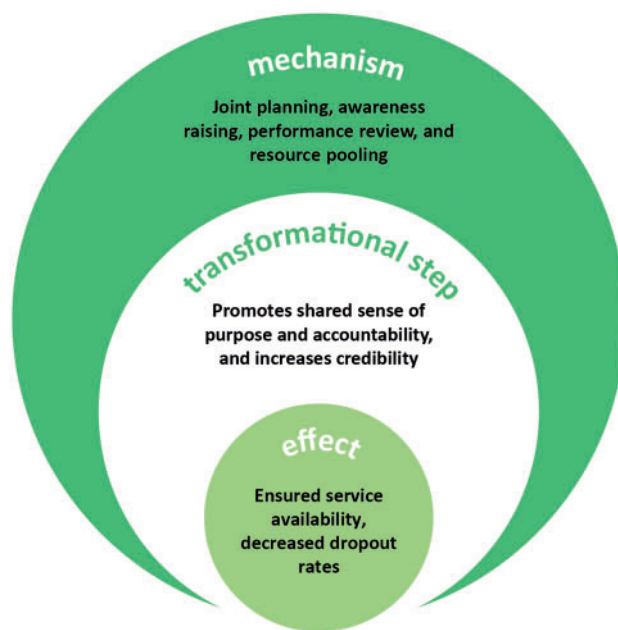 mechanism
Joint planning, awareness
raising, performance review, and
resource pooling
transformational step
Promotes shared sense of
purpose and accountability,
and increases credibility
effect
Ensured service
availability,
decreased dropout
rates